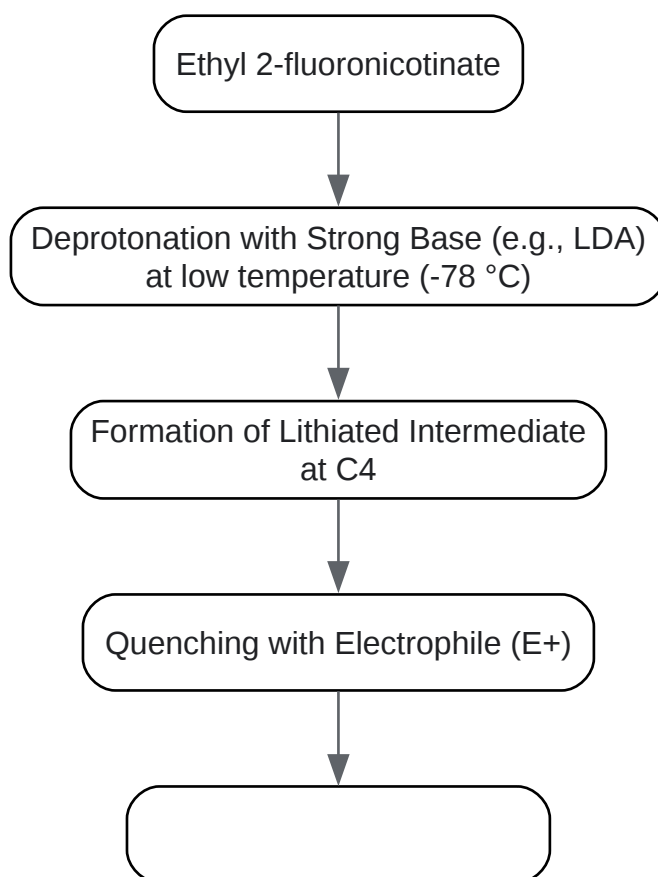 Ethyl 2-fluoronicotinate
Deprotonation with Strong Base (e.g., LDA)
at low temperature (-78 °C)
Formation of Lithiated Intermediate
at C4
Quenching with Electrophile (E+)